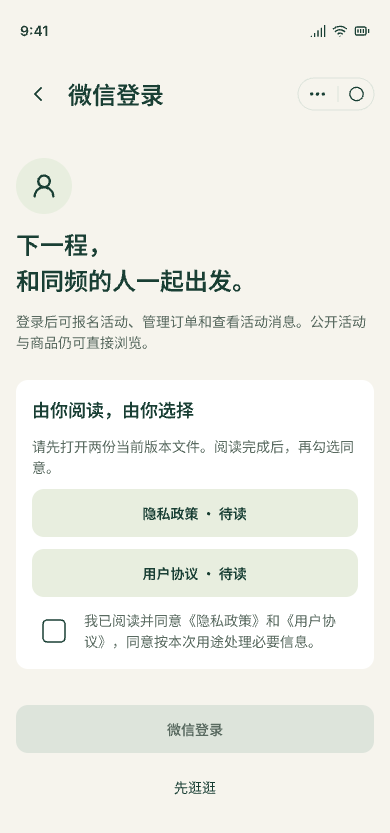 9:41
微信登录
下一程，
和同频的人一起出发。
登录后可报名活动、管理订单和查看活动消息。公开活动
与商品仍可直接浏览。
由你阅读，由你选择
请先打开两份当前版本文件。阅读完成后，再勾选同
意。
隐私政策 · 待读
用户协议 · 待读
我已阅读并同意《隐私政策》和《用户协
议》，同意按本次用途处理必要信息。
微信登录
先逛逛